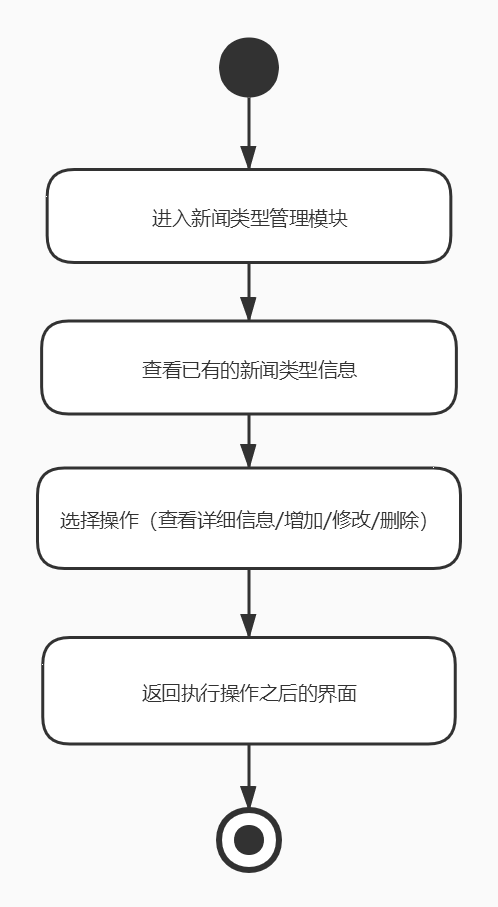 进入新闻类型管理模块
查看已有的新闻类型信息
选择操作（查看详细信息/增加/修改/删除）
返回执行操作之后的界面